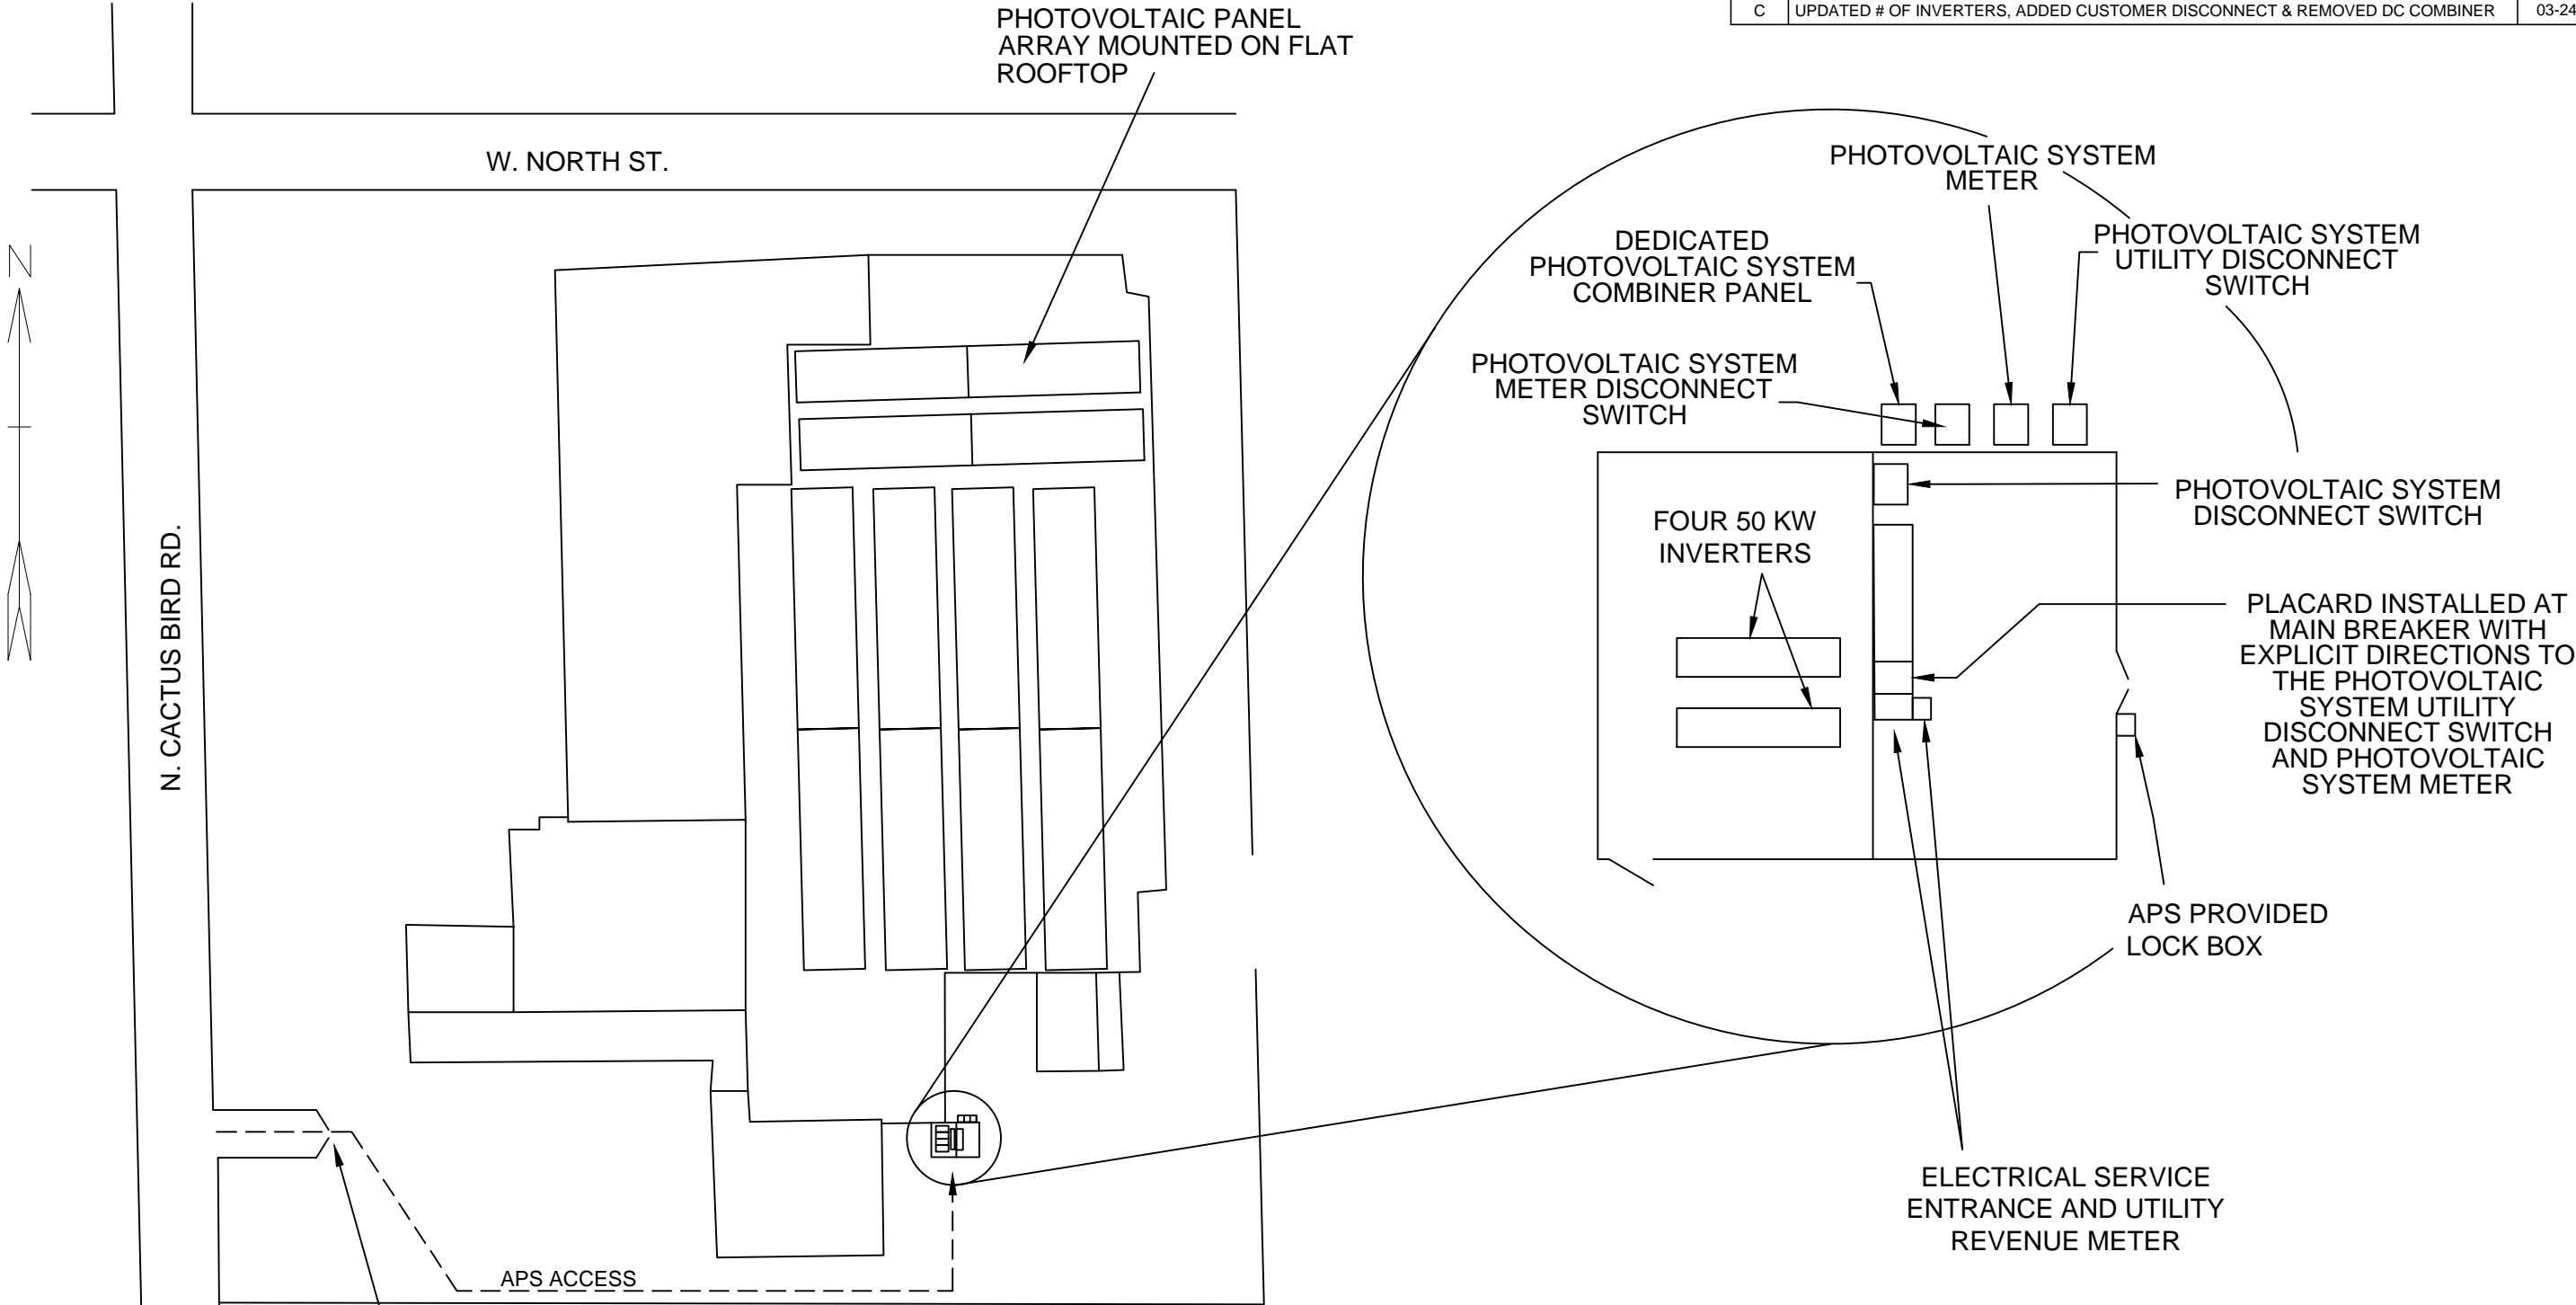 C UPDATED # OF INVERTERS, ADDED CUSTOMER DISCONNECT & REMOVED DC COMBINER 03-24
PHOTOVOLTAIC PANEL
ARRAY MOUNTED ON FLAT
ROOFTOP
W. NORTH ST.
N
N. CACTUS BIRD RD.
PHOTOVOLTAIC SYSTEM
METER
DEDICATED
PHOTOVOLTAIC SYSTEM
COMBINER PANEL
PHOTOVOLTAIC SYSTEM
UTILITY DISCONNECT
SWITCH
PHOTOVOLTAIC SYSTEM
METER DISCONNECT
SWITCH
PHOTOVOLTAIC SYSTEM
DISCONNECT SWITCH
FOUR 50 KW
INVERTERS
PLACARD INSTALLED AT
MAIN BREAKER WITH
EXPLICIT DIRECTIONS TO
THE PHOTOVOLTAIC
SYSTEM UTILITY
DISCONNECT SWITCH
AND PHOTOVOLTAIC
SYSTEM METER
APS PROVIDED
LOCK BOX
ELECTRICAL SERVICE
ENTRANCE AND UTILITY
REVENUE METER
APS ACCESS